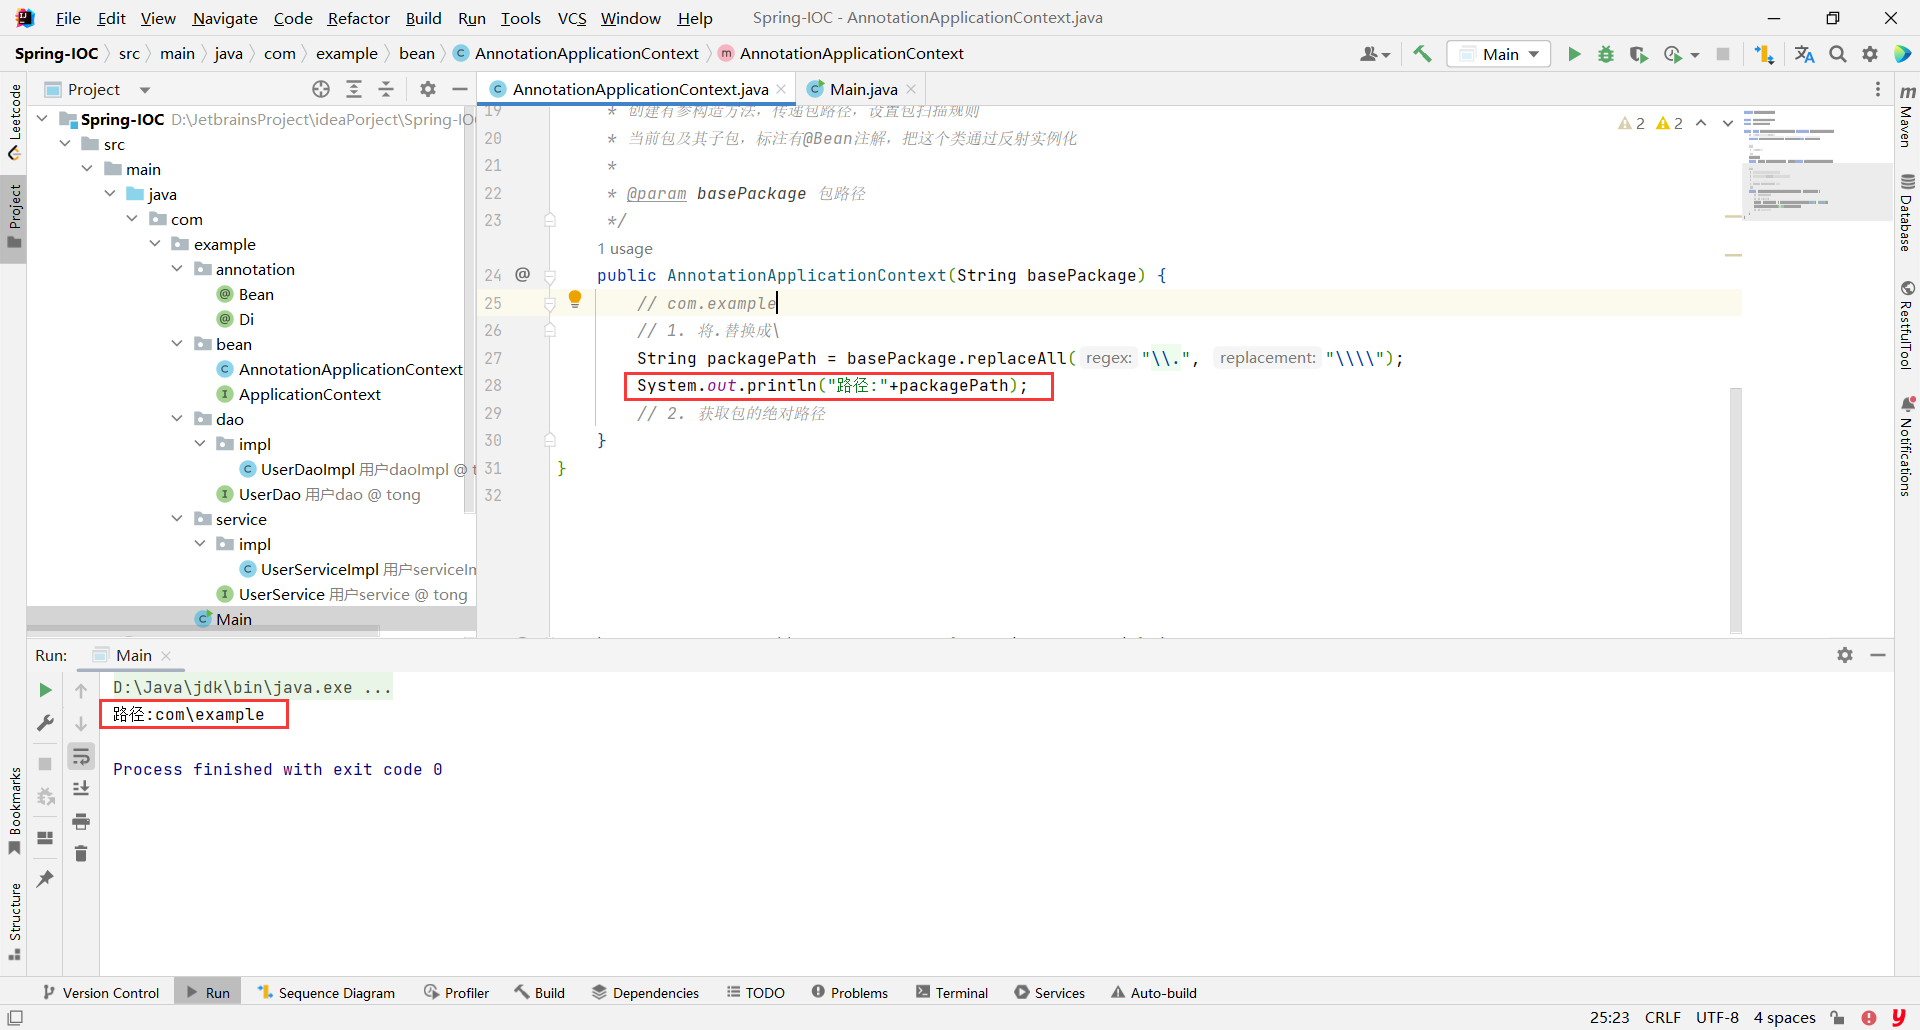 File Edit View Navigate Code Refactor Build Run Tools VCS Window Help Spring-IOC - AnnotationApplicationContext.java
Spring-IOC src main java com example bean AnnotationApplicationContext AnnotationApplicationContext Main
Project
AnnotationApplicationContext.java Main.java
Leetcode
Project
Bookmarks
Structure
Spring-IOC D:\JetbrainsProject\ideaPorject\Spring-IO
src
main
java
com
example
annotation
Bean
Di
bean
AnnotationApplicationContext
ApplicationContext
dao
impl
UserDaoImpl 用户daoImpl @ t
UserDao 用户dao @ tong
service
impl
UserServiceImpl 用户serviceIm
UserService 用户service @ tong
Main
19 * 创建有参构造方法，传递包路径，设置包扫描规则
20 * 当前包及其子包，标注有@Bean注解，把这个类通过反射实例化
21 *
22 * @param basePackage 包路径
23 */
1 usage
24 @ public AnnotationApplicationContext(String basePackage) {
25 // com.example
26 // 1. 将.替换成\
27 String packagePath = basePackage.replaceAll( regex: "\\.", replacement: "\\\\");
28 System.out.println("路径:"+packagePath);
29 // 2. 获取包的绝对路径
30 }
31 }
32
2 2
Maven
Database
RestfulTool
Notifications
Run: Main
D:\Java\jdk\bin\java.exe ...
路径:com\example
Process finished with exit code 0
Version Control Run Sequence Diagram Profiler Build Dependencies TODO Problems Terminal Services Auto-build
25:23 CRLF UTF-8 4 spaces